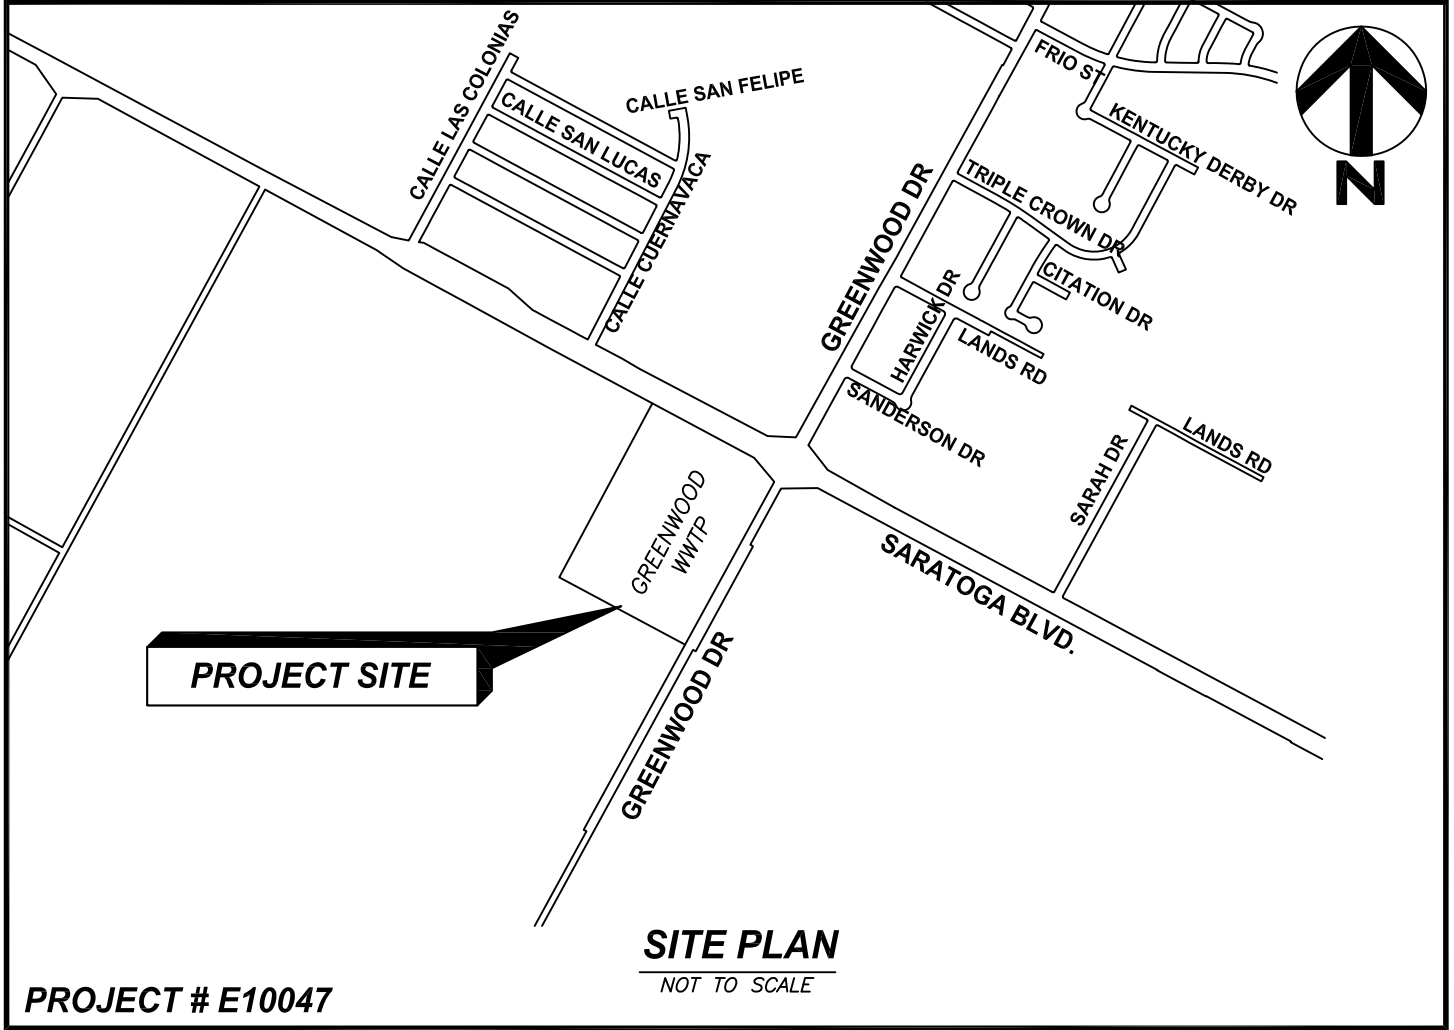 CALLE LAS COLONIAS
CALLE SAN FELIPE
CALLE SAN LUCAS
CALLE CUERNAVACA
FRIO ST
KENTUCKY DERBY DR
N
GREENWOOD DR
TRIPLE CROWN DR
CITATION DR
HARWICK DR
LANDS RD
SANDERSON DR
LANDS RD
SARAH DR
GREENWOOD
WWTP
SARATOGA BLVD.
PROJECT SITE
GREENWOOD DR
SITE PLAN
NOT TO SCALE
PROJECT # E10047